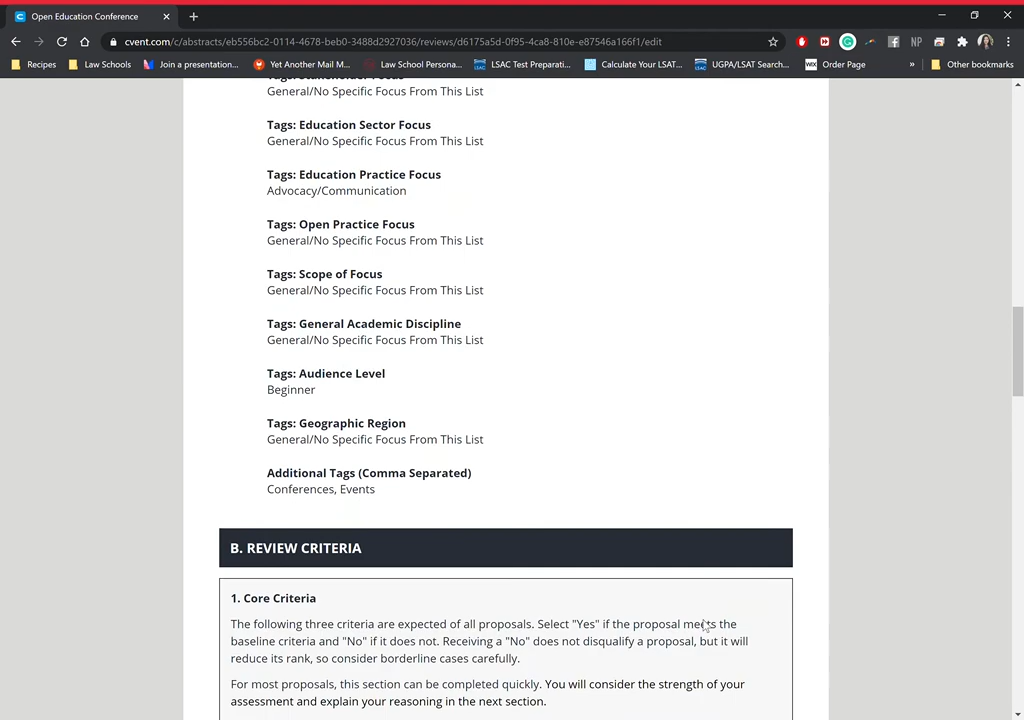 Open Education Conference
cvent.com/c/abstracts/eb556bc2-0114-4678-beb0-3488d2927036/reviews/d6175a5d-0f95-4ca8-810e-e87546a166f1/edit
NP
Recipes
Law Schools
Join a presentation...
Yet Another Mail M...
Law School Persona...
LSAC Test Preparati...
Calculate Your LSAT...
UGPA/LSAT Search...
WIX
Order Page
»
Other bookmarks
Tags: Stakeholder Focus
General/No Specific Focus From This List
Tags: Education Sector Focus
General/No Specific Focus From This List
Tags: Education Practice Focus
Advocacy/Communication
Tags: Open Practice Focus
General/No Specific Focus From This List
Tags: Scope of Focus
General/No Specific Focus From This List
Tags: General Academic Discipline
General/No Specific Focus From This List
Tags: Audience Level
Beginner
Tags: Geographic Region
General/No Specific Focus From This List
Additional Tags (Comma Separated)
Conferences, Events
B. REVIEW CRITERIA
1. Core Criteria
The following three criteria are expected of all proposals. Select "Yes" if the proposal meets the
baseline criteria and "No" if it does not. Receiving a "No" does not disqualify a proposal, but it will
reduce its rank, so consider borderline cases carefully.
For most proposals, this section can be completed quickly. You will consider the strength of your
assessment and explain your reasoning in the next section.